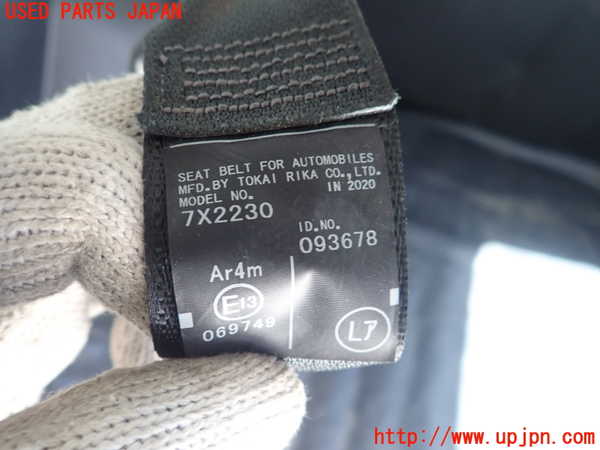 USED PARTS JAPAN
SEAT BELT FOR AUTOMOBILES
MFD.BY TOKAI RIKA CO.,LTD.
MODEL NO.
IN 2020
7X2230
ID.NO.
093678
Ar4m
E13
069749
L7
http://www.upjpn.com